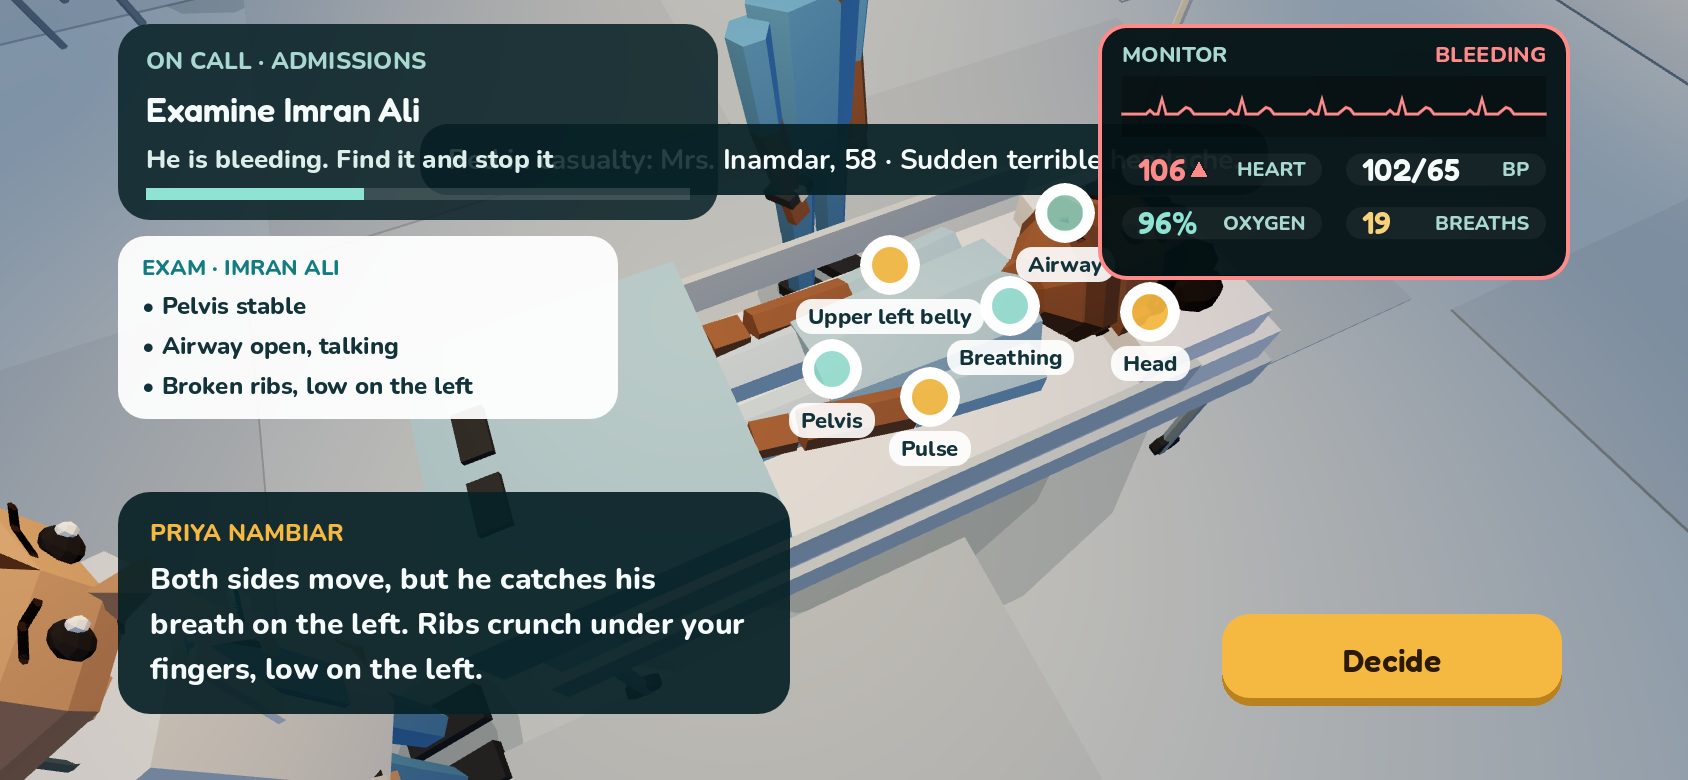 ON CALL · ADMISSIONS
Examine Imran Ali
He is bleeding. Find it and stop it
casualty: Mrs. Inamdar, 58 · Sudden terrible headache
MONITOR
BLEEDING
106 HEART
102/65 BP
96% OXYGEN
19 BREATHS
EXAM · IMRAN ALI
• Pelvis stable
• Airway open, talking
• Broken ribs, low on the left
Airway
Upper left belly
Breathing
Head
Pelvis
Pulse
PRIYA NAMBIAR
Both sides move, but he catches his
breath on the left. Ribs crunch under your
fingers, low on the left.
Decide